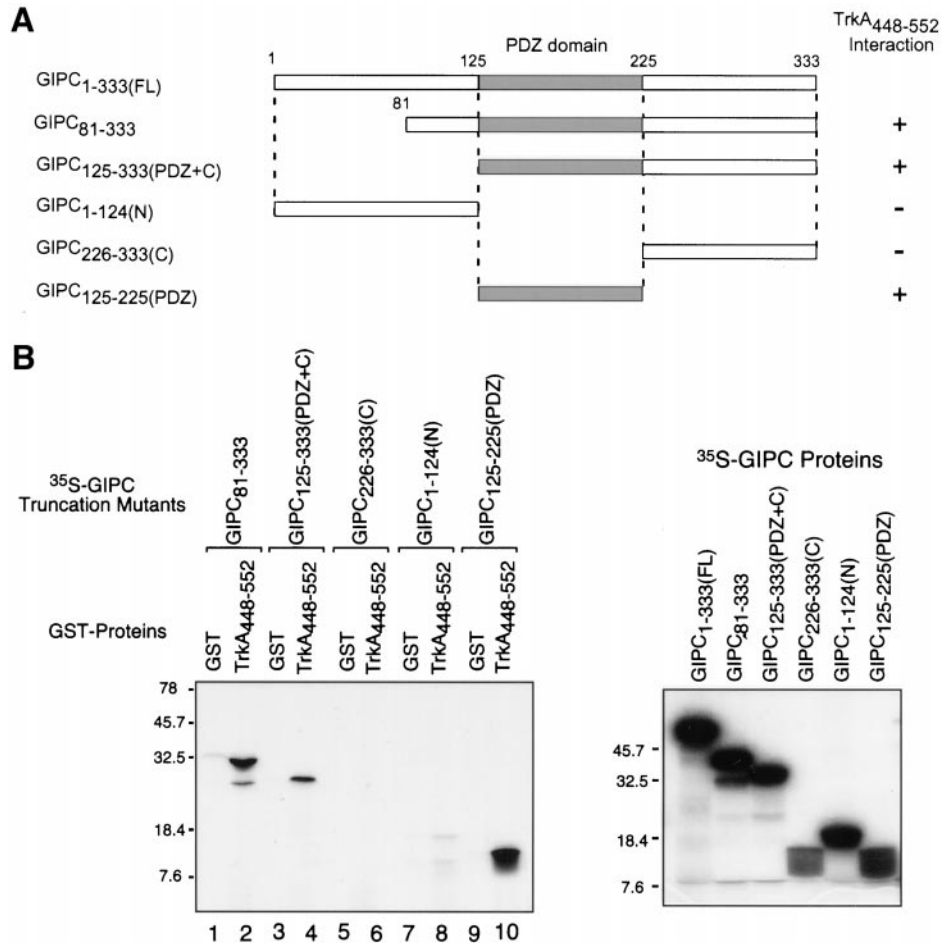 A
PDZ domain
TrkA448-552
Interaction
1 125 225 333
GIPC1-333(FL)
81
GIPC81-333 +
GIPC125-333(PDZ+C) +
GIPC1-124(N) -
GIPC226-333(C) -
GIPC125-225(PDZ) +
B
35S-GIPC
Truncation Mutants
GIPC81-333
GIPC125-333(PDZ+C)
GIPC226-333(C)
GIPC1-124(N)
GIPC125-225(PDZ)
GST-Proteins
GST
TrkA448-552
GST
TrkA448-552
GST
TrkA448-552
GST
TrkA448-552
GST
TrkA448-552
78
45.7
32.5
18.4
7.6
1 2 3 4 5 6 7 8 9 10
35S-GIPC Proteins
GIPC1-333(FL)
GIPC81-333
GIPC125-333(PDZ+C)
GIPC226-333(C)
GIPC1-124(N)
GIPC125-225(PDZ)
45.7
32.5
18.4
7.6